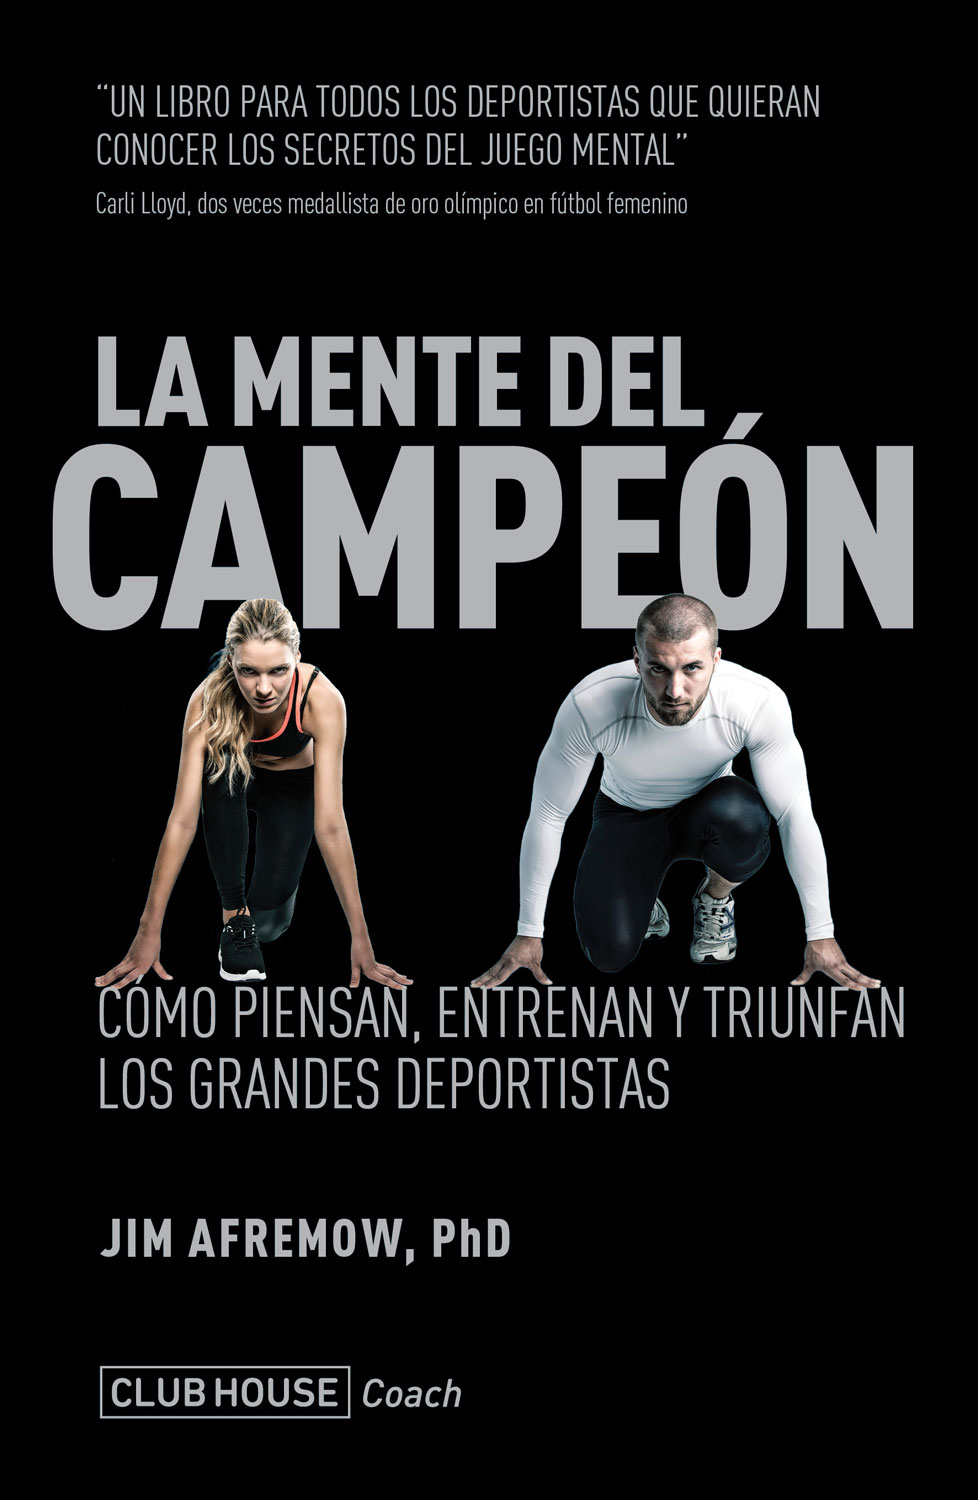 “UN LIBRO PARA TODOS LOS DEPORTISTAS QUE QUIERAN
CONOCER LOS SECRETOS DEL JUEGO MENTAL”
Carli Lloyd, dos veces medallista de oro olímpico en fútbol femenino
LA MENTE DEL
CAMPEÓN
CÓMO PIENSAN, ENTRENAN Y TRIUNFAN
LOS GRANDES DEPORTISTAS
JIM AFREMOW, PhD
CLUB HOUSE Coach